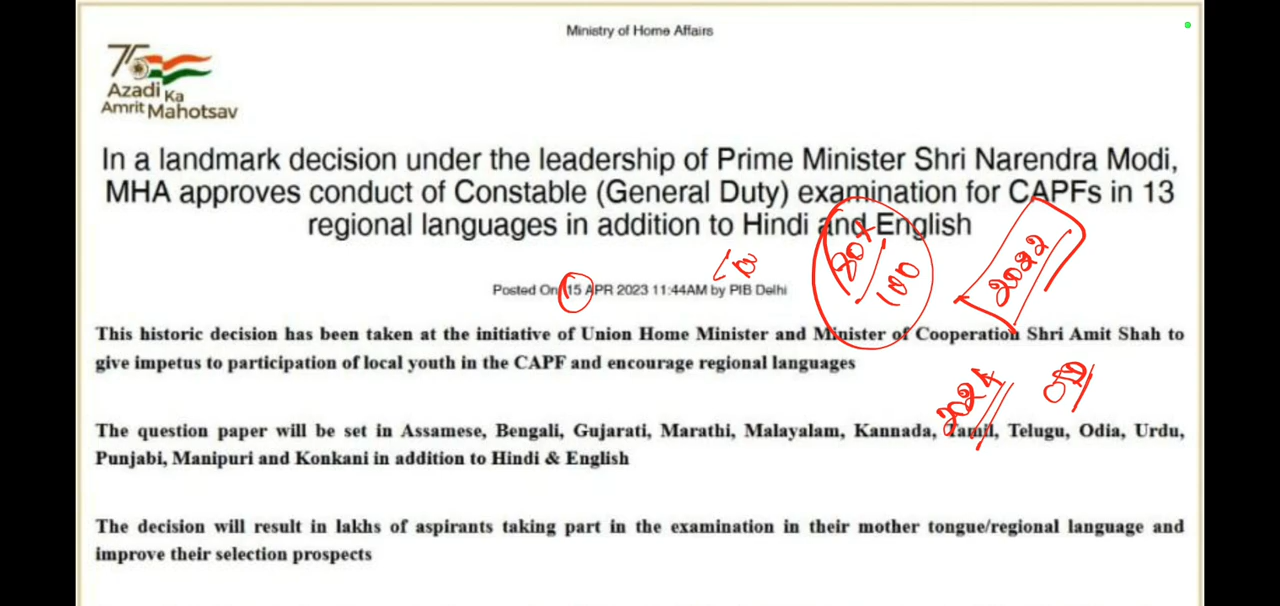 Ministry of Home Affairs
75
Azadi Ka
Amrit Mahotsav
In a landmark decision under the leadership of Prime Minister Shri Narendra Modi,
MHA approves conduct of Constable (General Duty) examination for CAPFs in 13
regional languages in addition to Hindi and English
Posted On: 15 APR 2023 11:44AM by PIB Delhi
80+
100
2022
This historic decision has been taken at the initiative of Union Home Minister and Minister of Cooperation Shri Amit Shah to
give impetus to participation of local youth in the CAPF and encourage regional languages
2024
The question paper will be set in Assamese, Bengali, Gujarati, Marathi, Malayalam, Kannada, Tamil, Telugu, Odia, Urdu,
Punjabi, Manipuri and Konkani in addition to Hindi & English
The decision will result in lakhs of aspirants taking part in the examination in their mother tongue/regional language and
improve their selection prospects